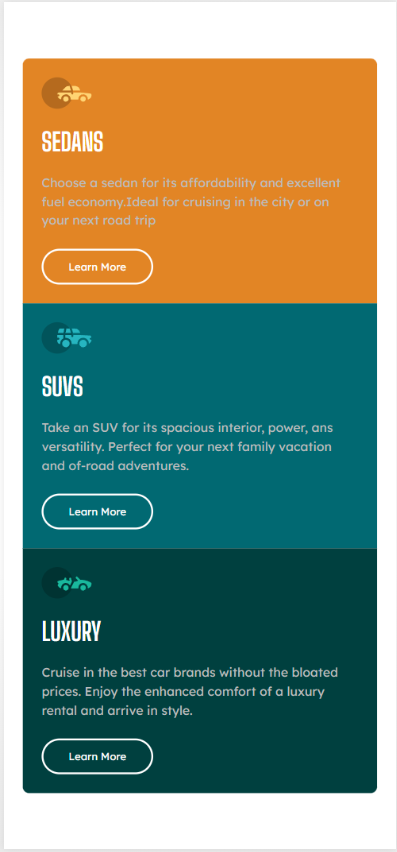 SEDANS
Choose a sedan for its affordability and excellent
fuel economy.Ideal for cruising in the city or on
your next road trip
Learn More
SUVS
Take an SUV for its spacious interior, power, ans
versatility. Perfect for your next family vacation
and of-road adventures.
Learn More
LUXURY
Cruise in the best car brands without the bloated
prices. Enjoy the enhanced comfort of a luxury
rental and arrive in style.
Learn More